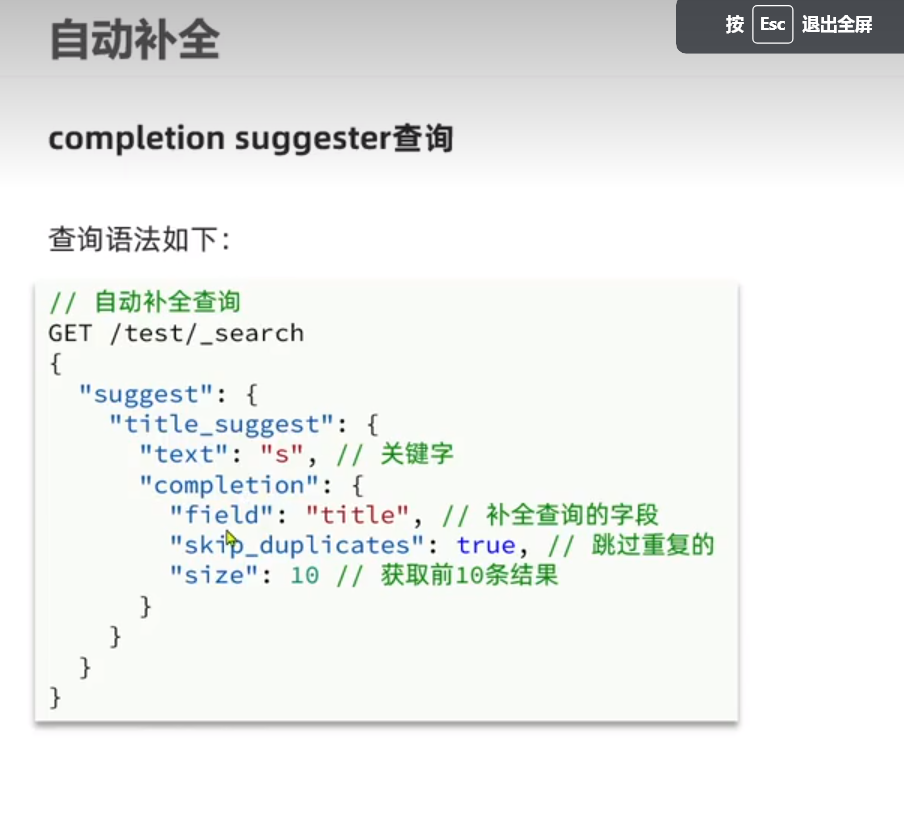 自动补全
按 Esc 退出全屏
completion suggester查询
查询语法如下：
// 自动补全查询
GET /test/_search
{
  "suggest": {
    "title_suggest": {
      "text": "s", // 关键字
      "completion": {
        "field": "title", // 补全查询的字段
        "skip_duplicates": true, // 跳过重复的
        "size": 10 // 获取前10条结果
      }
    }
  }
}